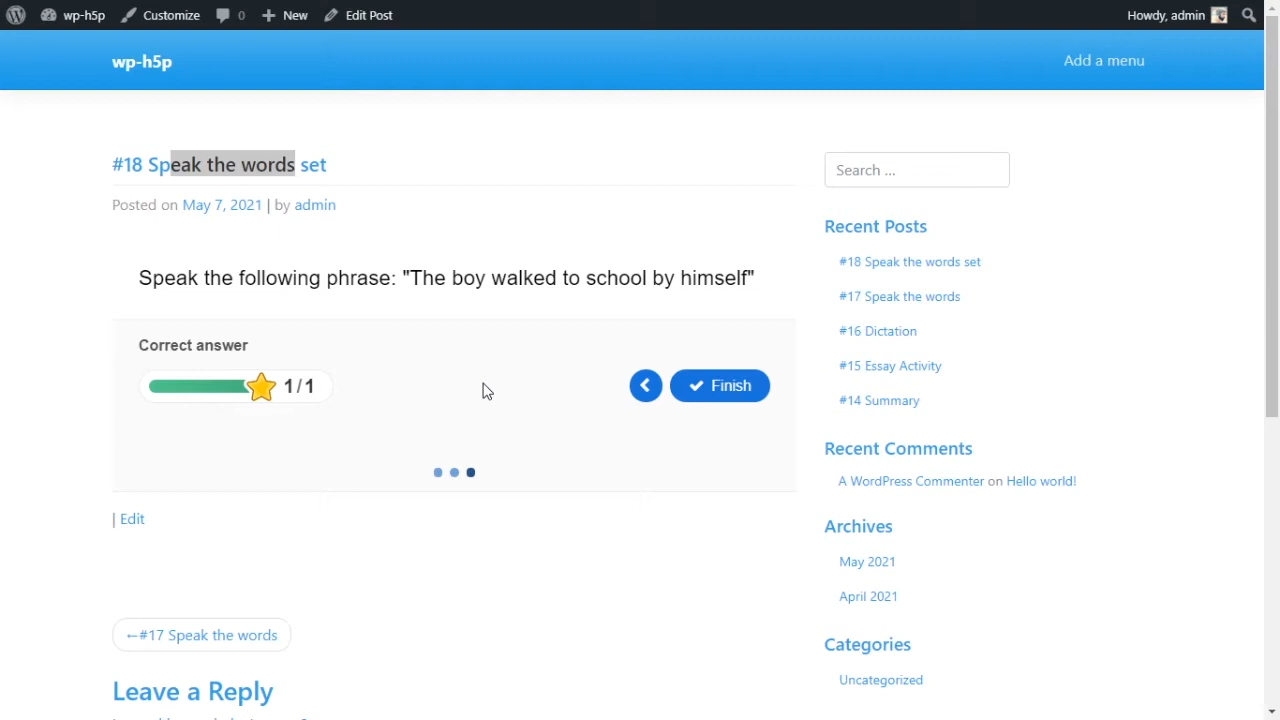 wp-h5p Customize 0 New Edit Post Howdy, admin
wp-h5p Add a menu
#18 Speak the words set
Posted on May 7, 2021 | by admin
Speak the following phrase: "The boy walked to school by himself"
Correct answer
1/1 Finish
| Edit
←#17 Speak the words
Leave a Reply
Search ...
Recent Posts
#18 Speak the words set
#17 Speak the words
#16 Dictation
#15 Essay Activity
#14 Summary
Recent Comments
A WordPress Commenter on Hello world!
Archives
May 2021
April 2021
Categories
Uncategorized